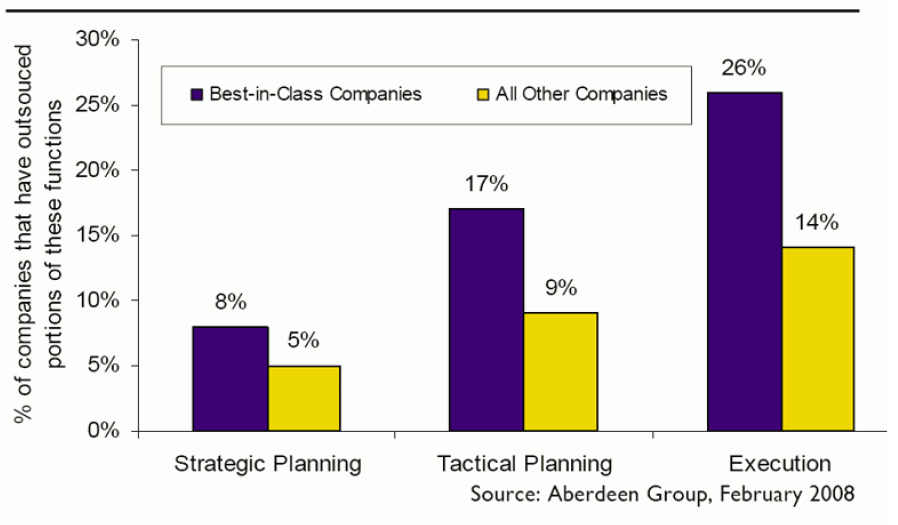 % of companies that have outsouced
portions of these functions
30%
25%
20%
15%
10%
5%
0%
Best-in-Class Companies
All Other Companies
8%
5%
17%
9%
26%
14%
Strategic Planning
Tactical Planning
Execution
Source: Aberdeen Group, February 2008